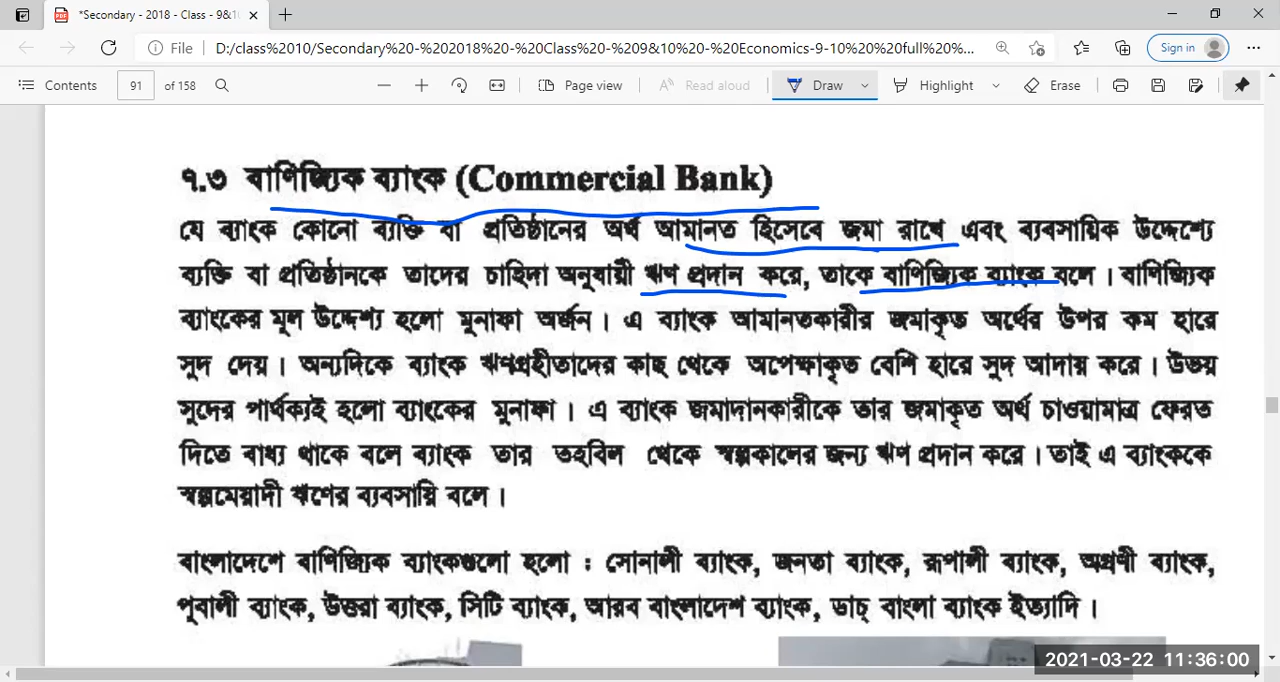 *Secondary - 2018 - Class - 9&1
File D:/class%2010/Secondary%20-%202018%20-%20Class%20-%209&10%20-%20Economics-9-10%20%20full%20%...
Sign in
Contents 91 of 158 Page view Read aloud Draw Highlight Erase
৭.৩ বাণিজ্যিক ব্যাংক (Commercial Bank)
যে ব্যাংক কোনো ব্যক্তি বা প্রতিষ্ঠানের অর্থ আমানত হিসেবে জমা রাখে এবং ব্যবসায়িক উদ্দেশ্যে
ব্যক্তি বা প্রতিষ্ঠানকে তাদের চাহিদা অনুযায়ী ঋণ প্রদান করে, তাকে বাণিজ্যিক ব্যাংক বলে। বাণিজ্যিক
ব্যাংকের মূল উদ্দেশ্য হলো মুনাফা অর্জন। এ ব্যাংক আমানতকারীর জমাকৃত অর্থের উপর কম হারে
সুদ দেয়। অন্যদিকে ব্যাংক ঋণগ্রহীতাদের কাছ থেকে অপেক্ষাকৃত বেশি হারে সুদ আদায় করে। উভয়
সুদের পার্থক্যই হলো ব্যাংকের মুনাফা। এ ব্যাংক জমাদানকারীকে তার জমাকৃত অর্থ চাওয়ামাত্র ফেরত
দিতে বাধ্য থাকে বলে ব্যাংক তার তহবিল থেকে স্বল্পকালের জন্য ঋণ প্রদান করে। তাই এ ব্যাংককে
স্বল্পমেয়াদী ঋণের ব্যবসায়ি বলে।
বাংলাদেশে বাণিজ্যিক ব্যাংকগুলো হলো : সোনালী ব্যাংক, জনতা ব্যাংক, রূপালী ব্যাংক, অগ্রণী ব্যাংক,
পূবালী ব্যাংক, উত্তরা ব্যাংক, সিটি ব্যাংক, আরব বাংলাদেশ ব্যাংক, ডাচ্ বাংলা ব্যাংক ইত্যাদি।
2021-03-22 11:36:00